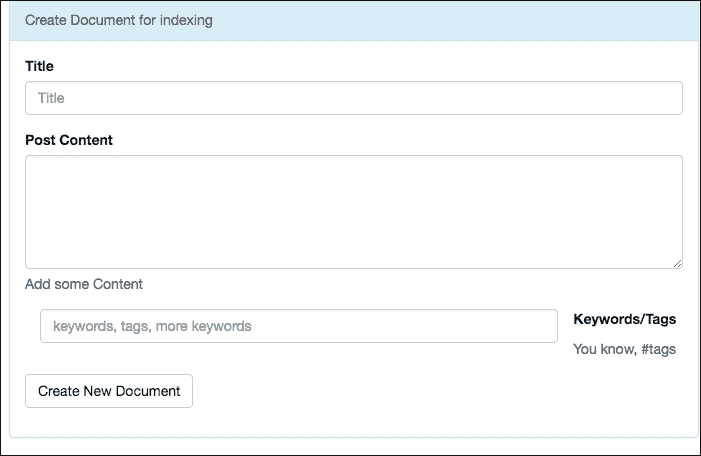 Create Document for indexing
Title
Title
Post Content
Add some Content
keywords, tags, more keywords
Keywords/Tags
You know, #tags
Create New Document